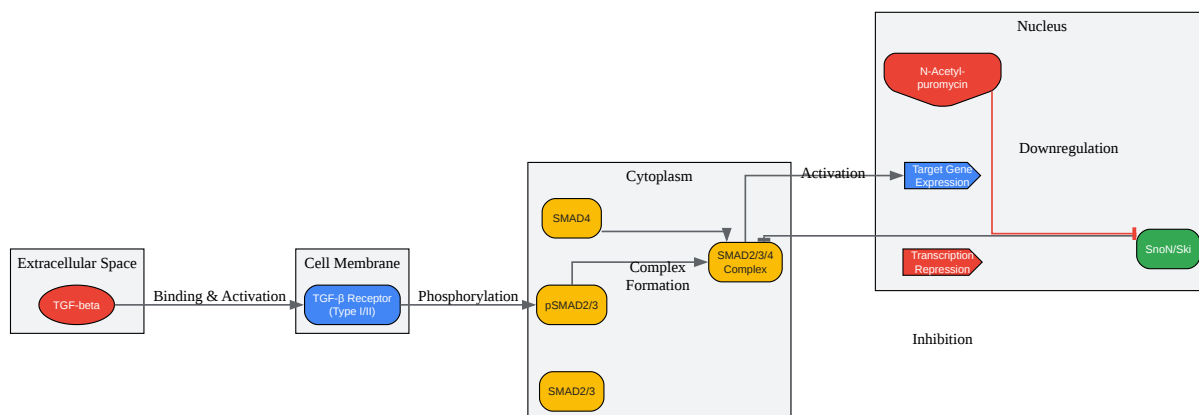 Nucleus
N-Acetyl-
puromycin
Downregulation
Cytoplasm
Activation
Target Gene
Expression
SMAD4
SnoN/Ski
SMAD2/3/4
Complex
Transcription
Repression
Extracellular Space
Cell Membrane
Complex
Formation
Binding & Activation
Phosphorylation
TGF-beta
TGF-β Receptor
(Type I/II)
pSMAD2/3
Inhibition
SMAD2/3